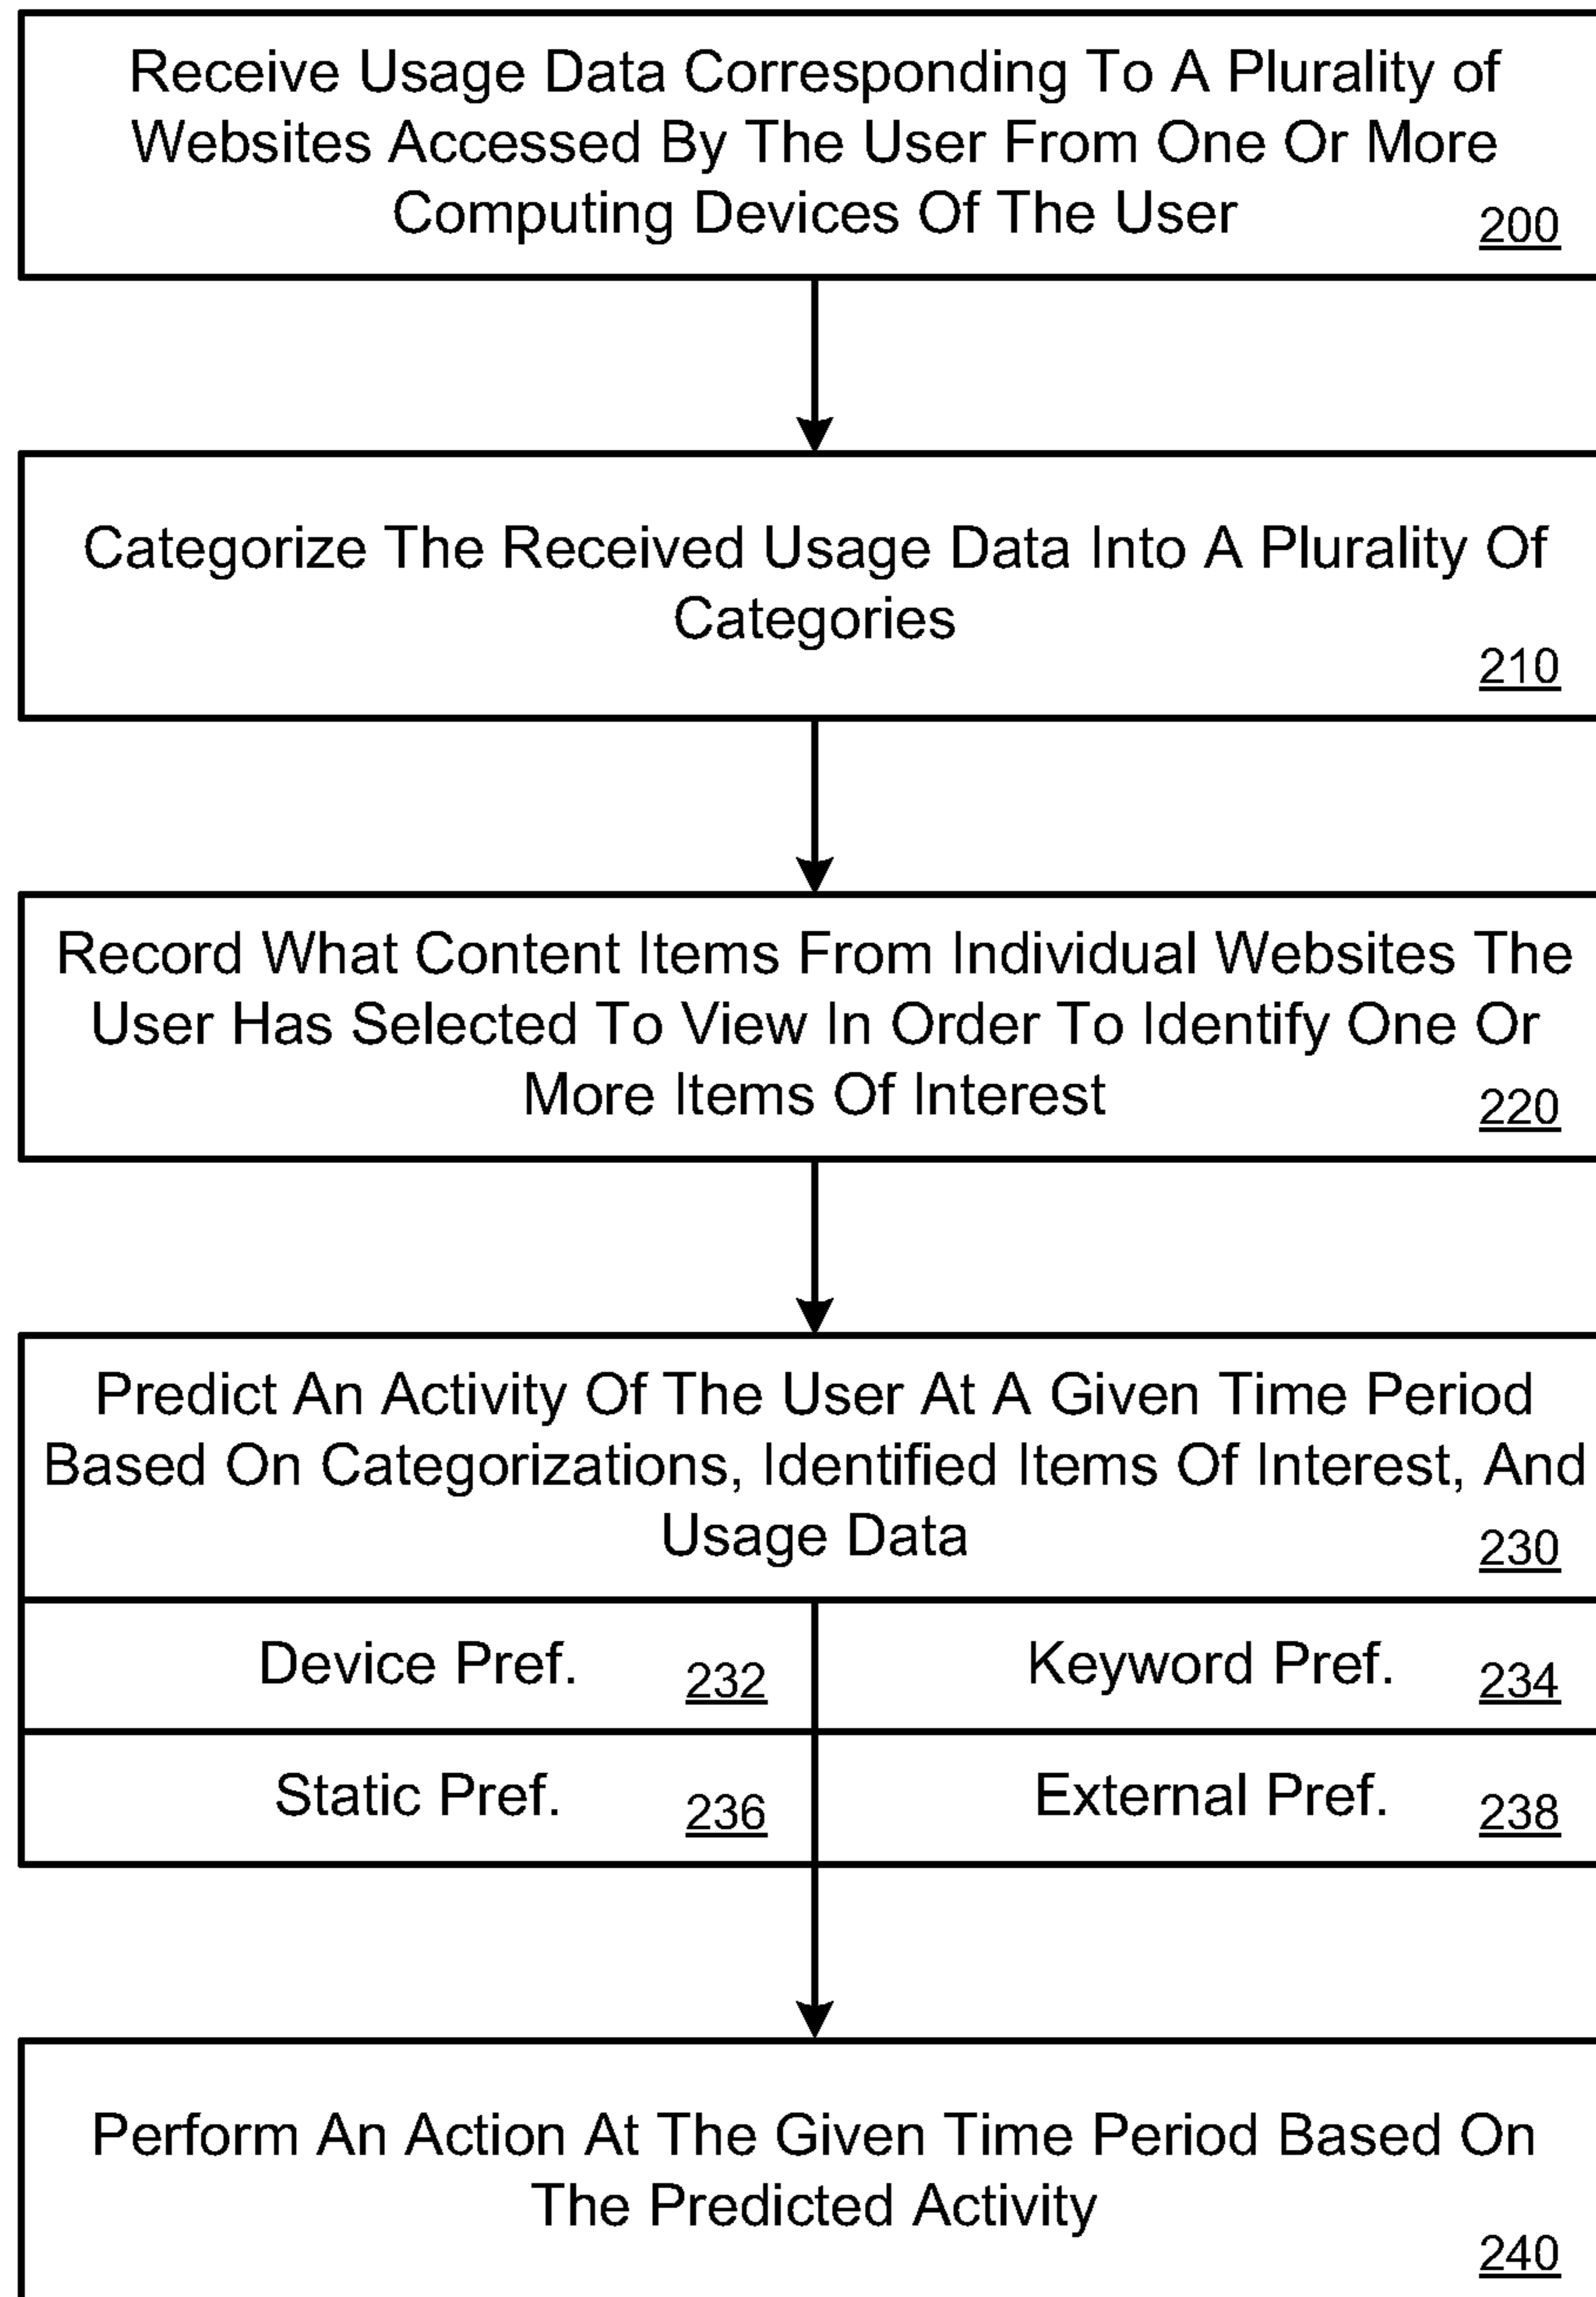 Receive Usage Data Corresponding To A Plurality of
Websites Accessed By The User From One Or More
Computing Devices Of The User
200
Categorize The Received Usage Data Into A Plurality Of
Categories
210
Record What Content Items From Individual Websites The
User Has Selected To View In Order To Identify One Or
More Items Of Interest
220
Predict An Activity Of The User At A Given Time Period
Based On Categorizations, Identified Items Of Interest, And
Usage Data
230
Device Pref. 232
Keyword Pref. 234
Static Pref. 236
External Pref. 238
Perform An Action At The Given Time Period Based On
The Predicted Activity
240